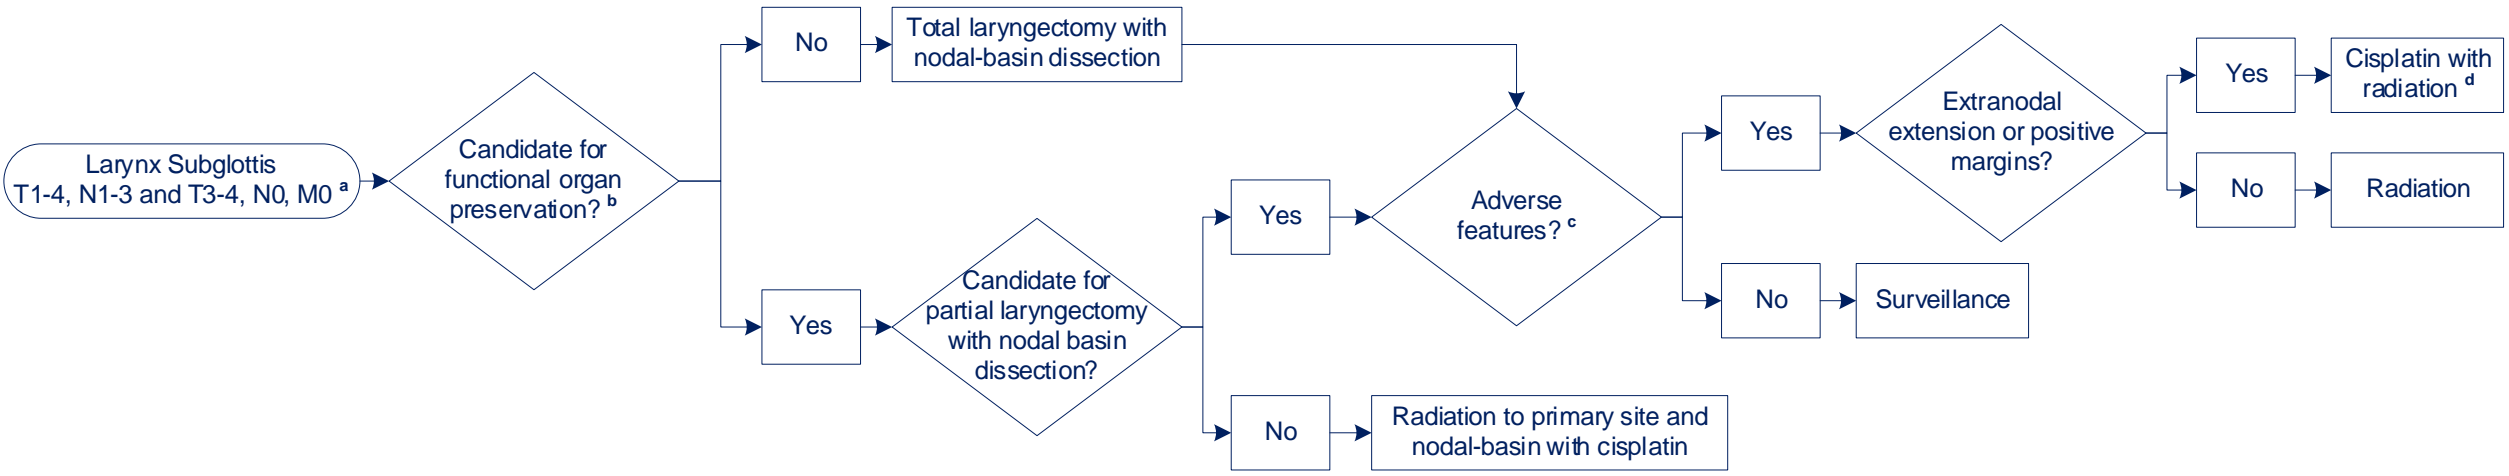 Larynx Subglottis
T1-4, N1-3 and T3-4, N0, M0 a
Candidate for
functional organ
preservation? b
No
Total laryngectomy with
nodal-basin dissection
Yes
Candidate for
partial laryngectomy
with nodal basin
dissection?
Yes
No
Radiation to primary site and
nodal-basin with cisplatin
Adverse
features? c
Yes
No
Surveillance
Extranodal
extension or positive
margins?
Yes
Cisplatin with
radiation d
No
Radiation